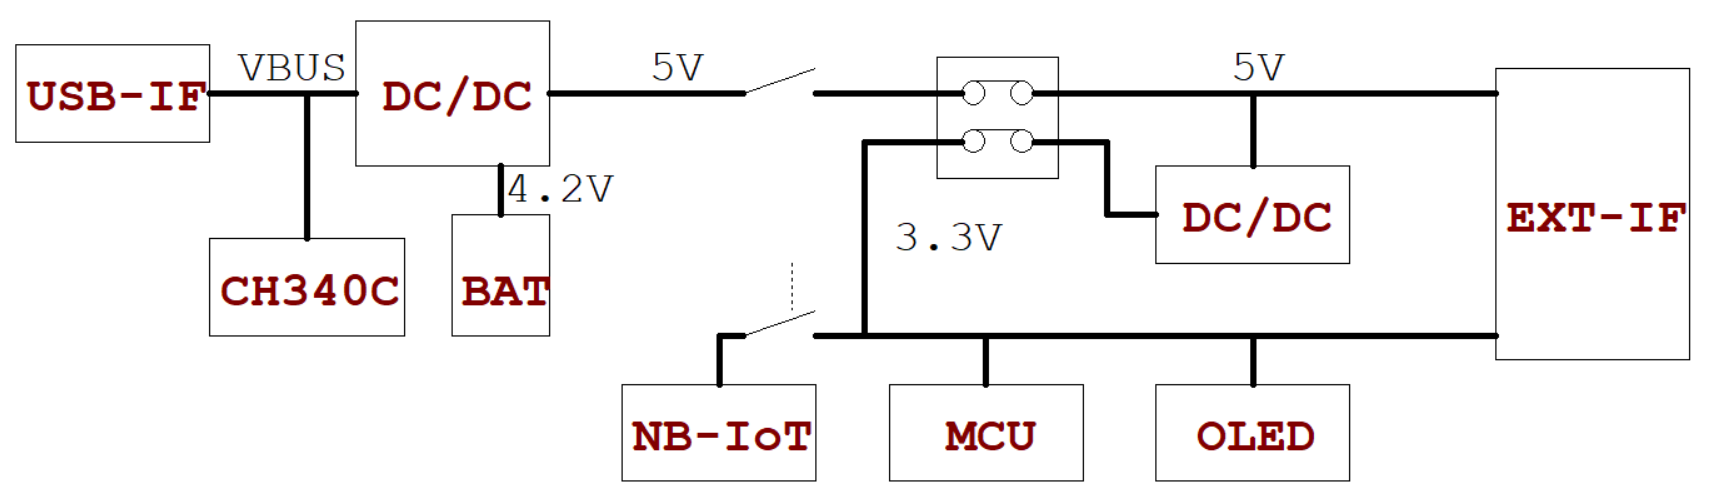 VBUS
5V
5V
USB-IF
DC/DC
4.2V
DC/DC
EXT-IF
3.3V
CH340C
BAT
NB-IoT
MCU
OLED